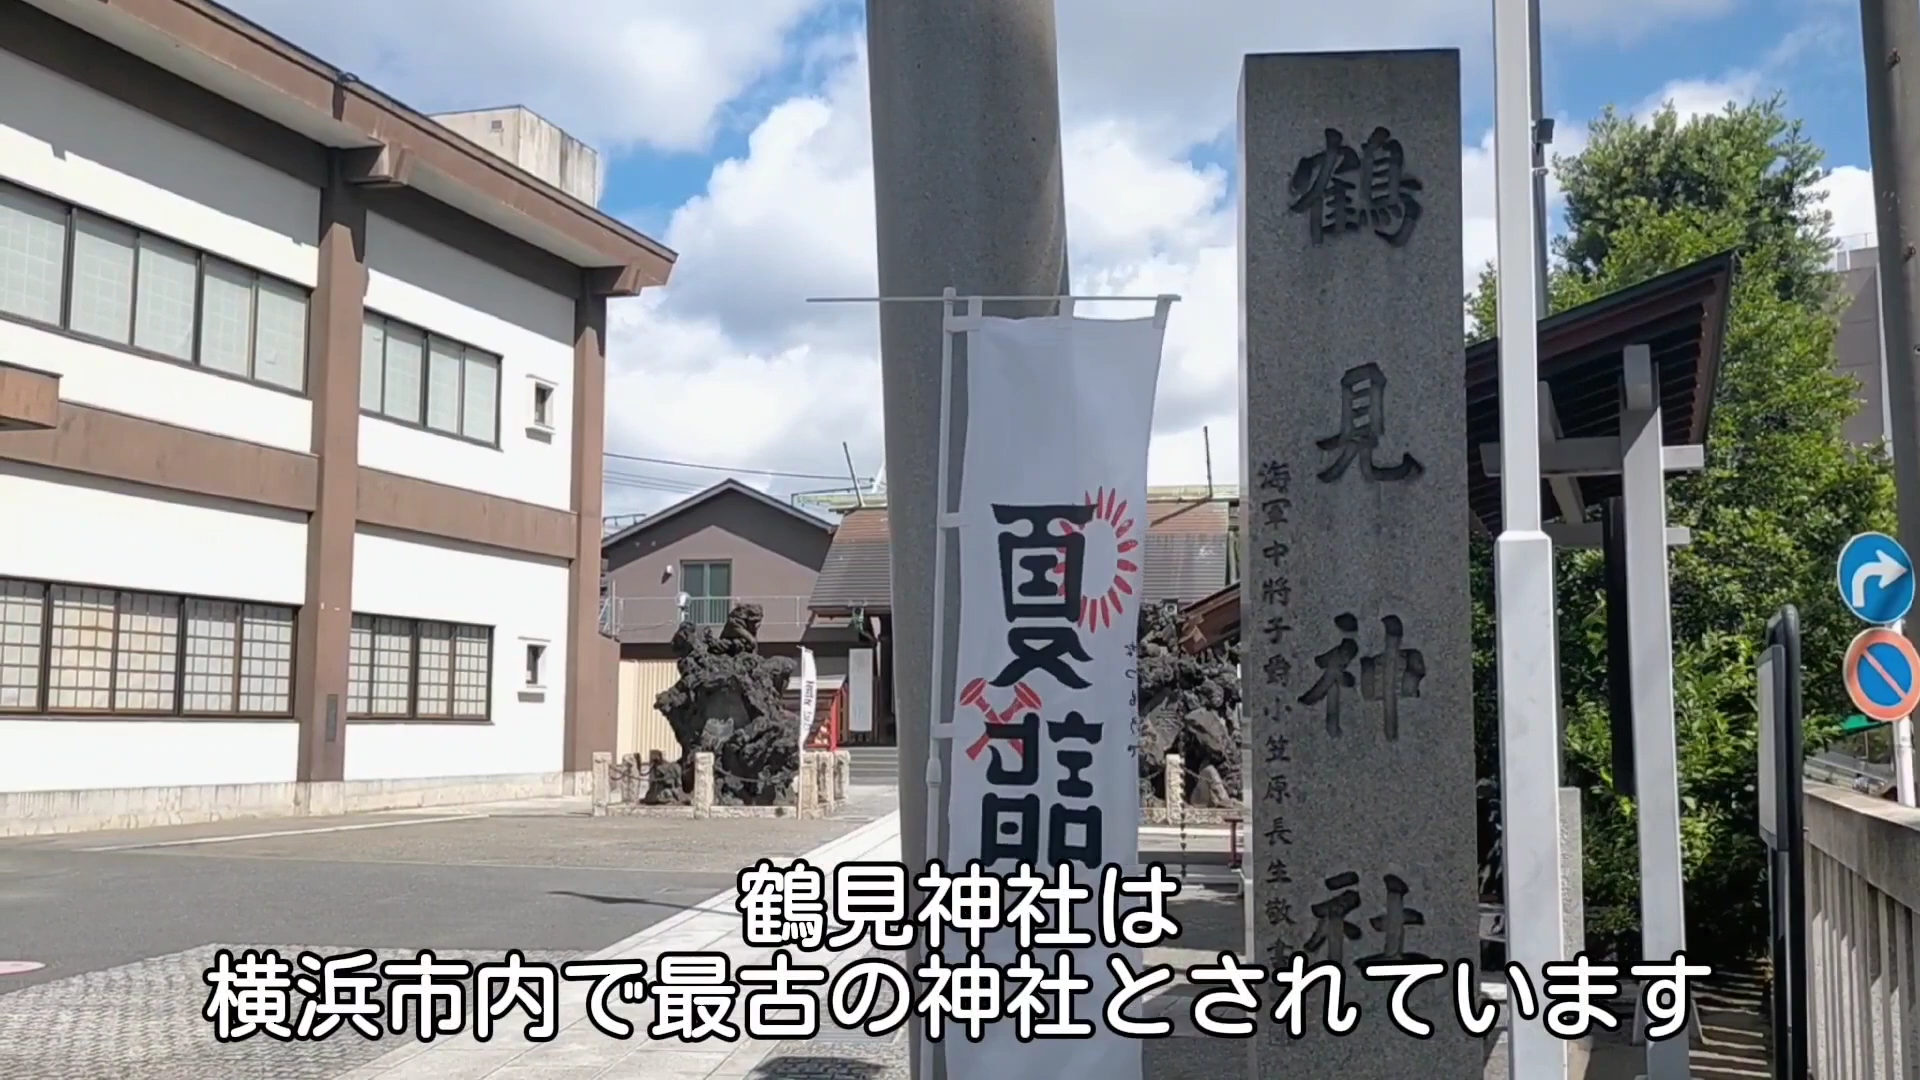 鶴見神社
海軍中將子爵小笠原長生敬書
夏詣
鶴見神社は
横浜市内で最古の神社とされています